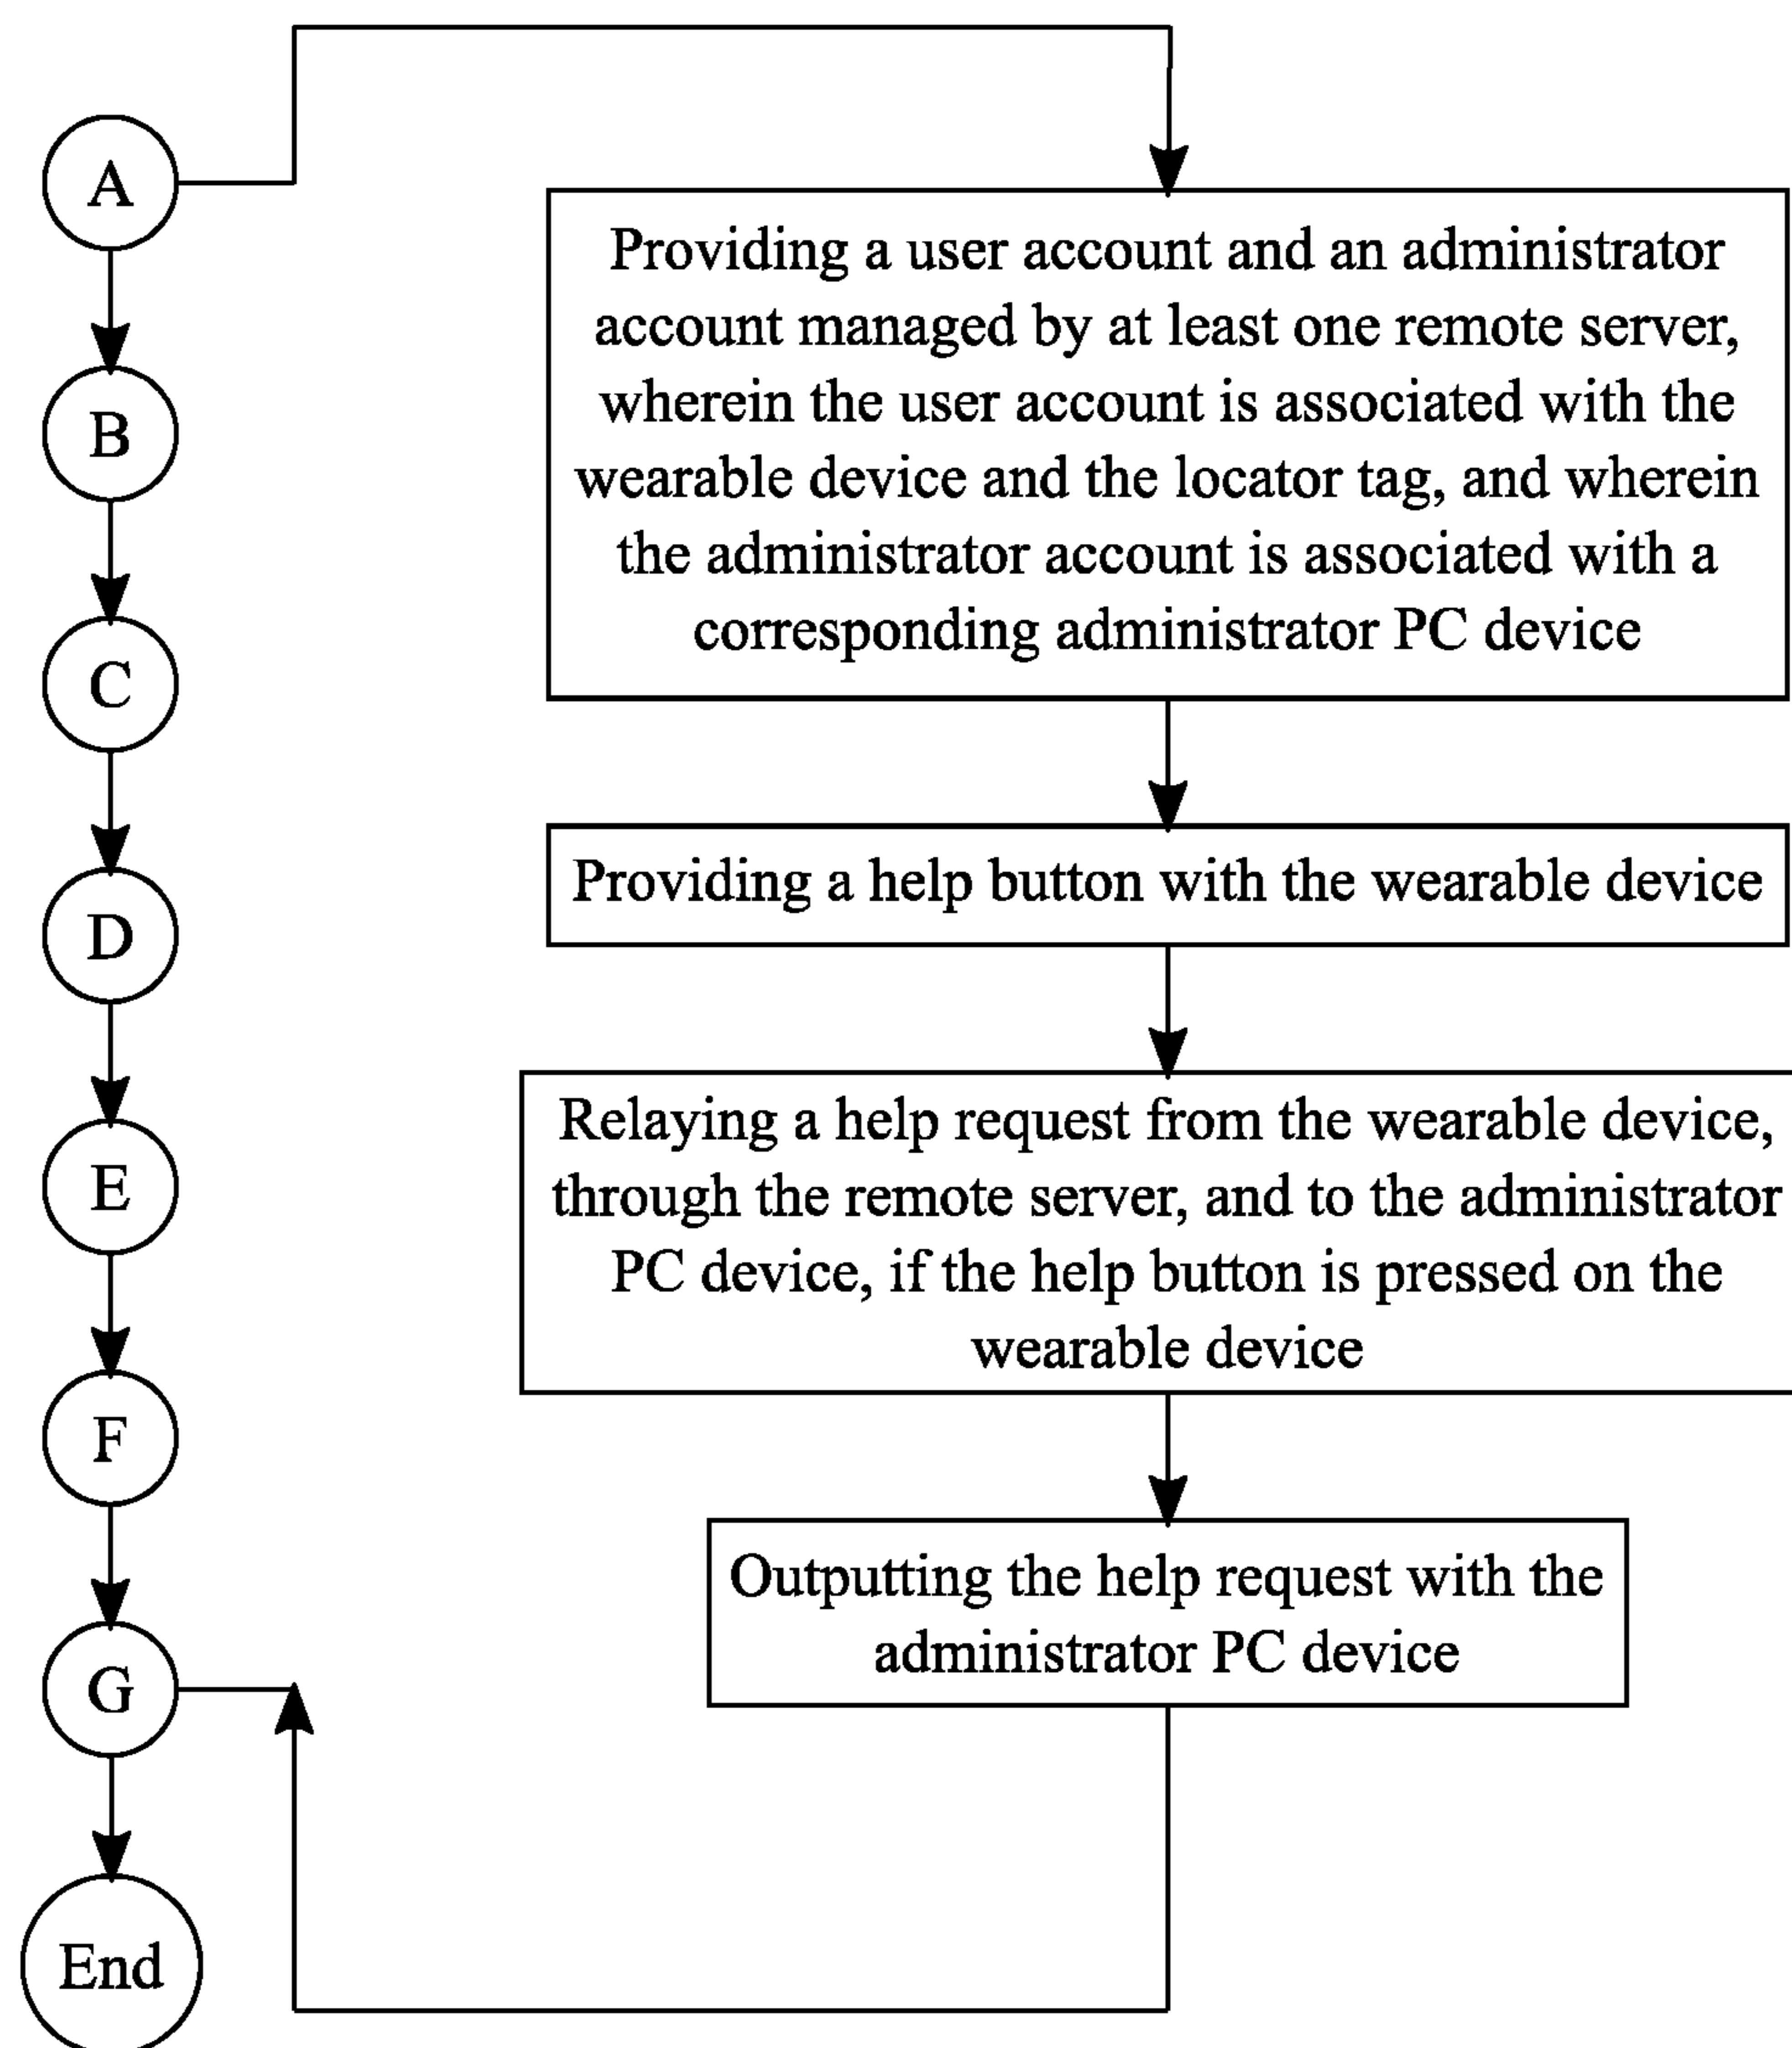 A
B
C
D
E
F
G
End
Providing a user account and an administrator
account managed by at least one remote server,
wherein the user account is associated with the
wearable device and the locator tag, and wherein
the administrator account is associated with a
corresponding administrator PC device
Providing a help button with the wearable device
Relaying a help request from the wearable device,
through the remote server, and to the administrator
PC device, if the help button is pressed on the
wearable device
Outputting the help request with the
administrator PC device